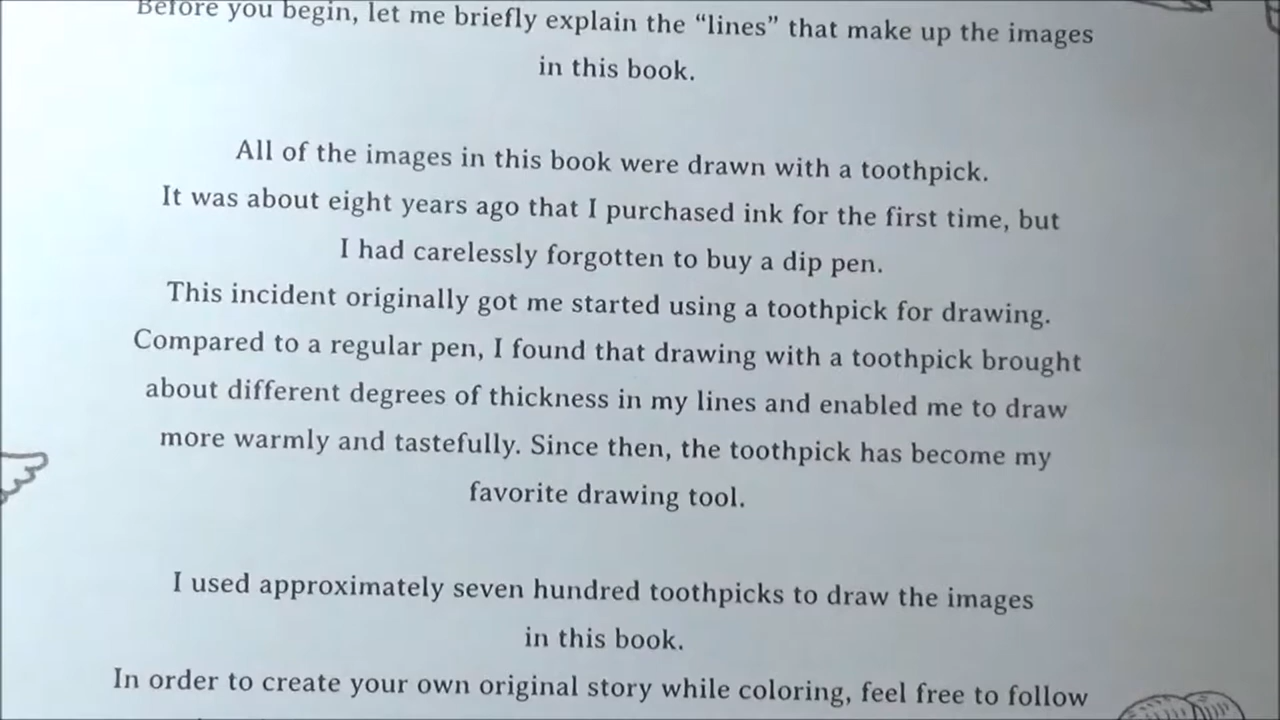 Before you begin, let me briefly explain the “lines” that make up the images
in this book.
All of the images in this book were drawn with a toothpick.
It was about eight years ago that I purchased ink for the first time, but
I had carelessly forgotten to buy a dip pen.
This incident originally got me started using a toothpick for drawing.
Compared to a regular pen, I found that drawing with a toothpick brought
about different degrees of thickness in my lines and enabled me to draw
more warmly and tastefully. Since then, the toothpick has become my
favorite drawing tool.
I used approximately seven hundred toothpicks to draw the images
in this book.
In order to create your own original story while coloring, feel free to follow